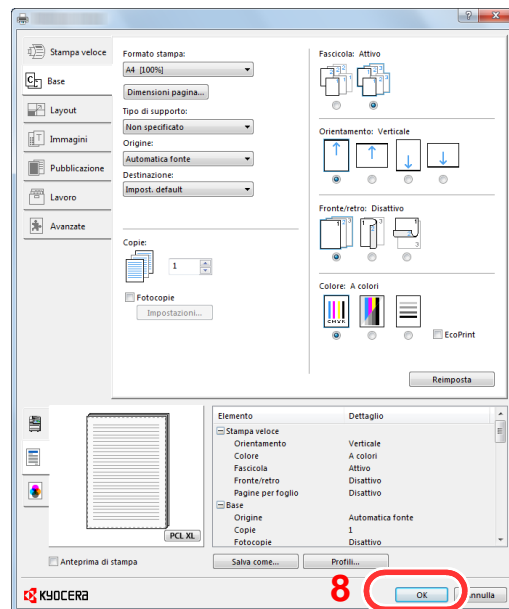 Stampa veloce
Base
Layout
Immagini
Pubblicazione
Lavoro
Avanzate
Formato stampa:
A4 [100%]
Dimensioni pagina...
Tipo di supporto:
Non specificato
Origine:
Automatica fonte
Destinazione:
Impost. default
Copie:
1
Fotocopie
Impostazioni...
Fascicola: Attivo
Orientamento: Verticale
Fronte/retro: Disattivo
Colore: A colori
CMYK
EcoPrint
Reimposta
PCL XL
Anteprima di stampa
Elemento Dettaglio
Stampa veloce
Orientamento Verticale
Colore A colori
Fascicola Attivo
Fronte/retro Disattivo
Pagine per foglio Disattivo
Base
Origine Automatica fonte
Copie 1
Fotocopie Disattivo
Salva come... Profili...
KYOCERA
8
OK
nnulla